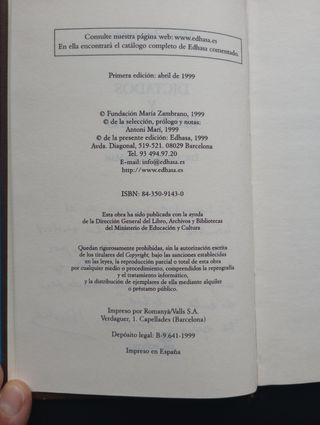 Consulte nuestra página web: www.edhasa.es
En ella encontrará el catálogo completo de Edhasa comentado.
Primera edición: abril de 1999
© Fundación María Zambrano, 1999
© de la selección, prólogo y notas:
Antoni Marí, 1999
© de la presente edición: Edhasa, 1999
Avda. Diagonal, 519-521. 08029 Barcelona
Tel. 93 494.97.20
E-mail: info@edhasa.es
http://www.edhasa.es
ISBN: 84-350-9143-0
Esta obra ha sido publicada con la ayuda
de la Dirección General del Libro, Archivos y Bibliotecas
del Ministerio de Educación y Cultura
Quedan rigurosamente prohibidas, sin la autorización escrita
de los titulares del Copyright, bajo las sanciones establecidas
en las leyes, la reproducción parcial o total de esta obra
por cualquier medio o procedimiento, comprendidos la reprografía
y el tratamiento informático,
y la distribución de ejemplares de ella mediante alquiler
o préstamo público.
Impreso por Romanyà/Valls S.A.
Verdaguer, 1. Capellades (Barcelona)
Depósito legal: B-9.641-1999
Impreso en España